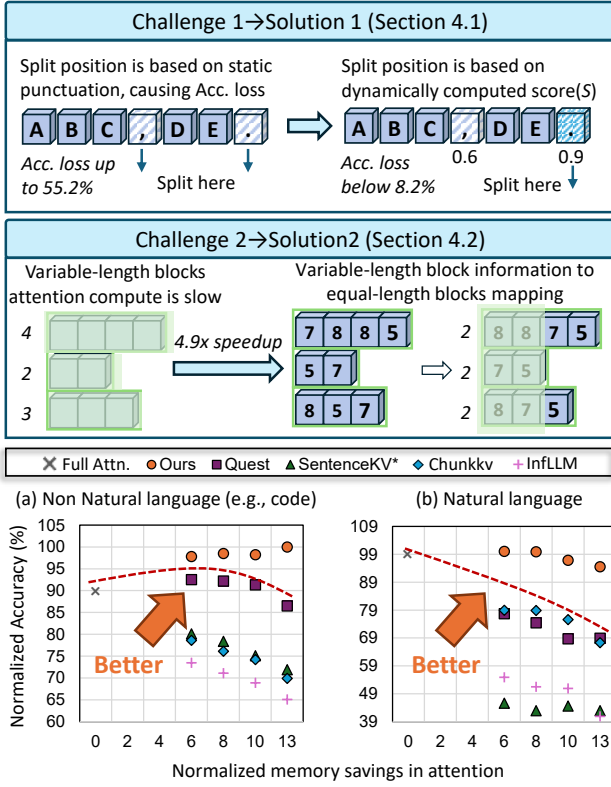 Challenge 1→Solution 1 (Section 4.1)
Split position is based on static
punctuation, causing Acc. loss
A B C , D E .
Acc. loss up
to 55.2%
Split here
Split position is based on
dynamically computed score(S)
A B C , D E .
0.6 0.9
Acc. loss
below 8.2%
Split here
Challenge 2→Solution2 (Section 4.2)
Variable-length blocks
attention compute is slow
4
2
3
4.9x speedup
Variable-length block information to
equal-length blocks mapping
7 8 8 5
5 7
8 5 7
2 8 8 7 5
2 7 5
2 8 7 5
Full Attn. Ours Quest SentenceKV* Chunkkv InfLLM
(a) Non Natural language (e.g., code)
Normalized Accuracy (%)
100
95
90
85
80
75
70
65
60
Better
0 2 4 6 8 10 13
(b) Natural language
109
99
89
79
69
59
49
39
Better
0 2 4 6 8 10 13
Normalized memory savings in attention